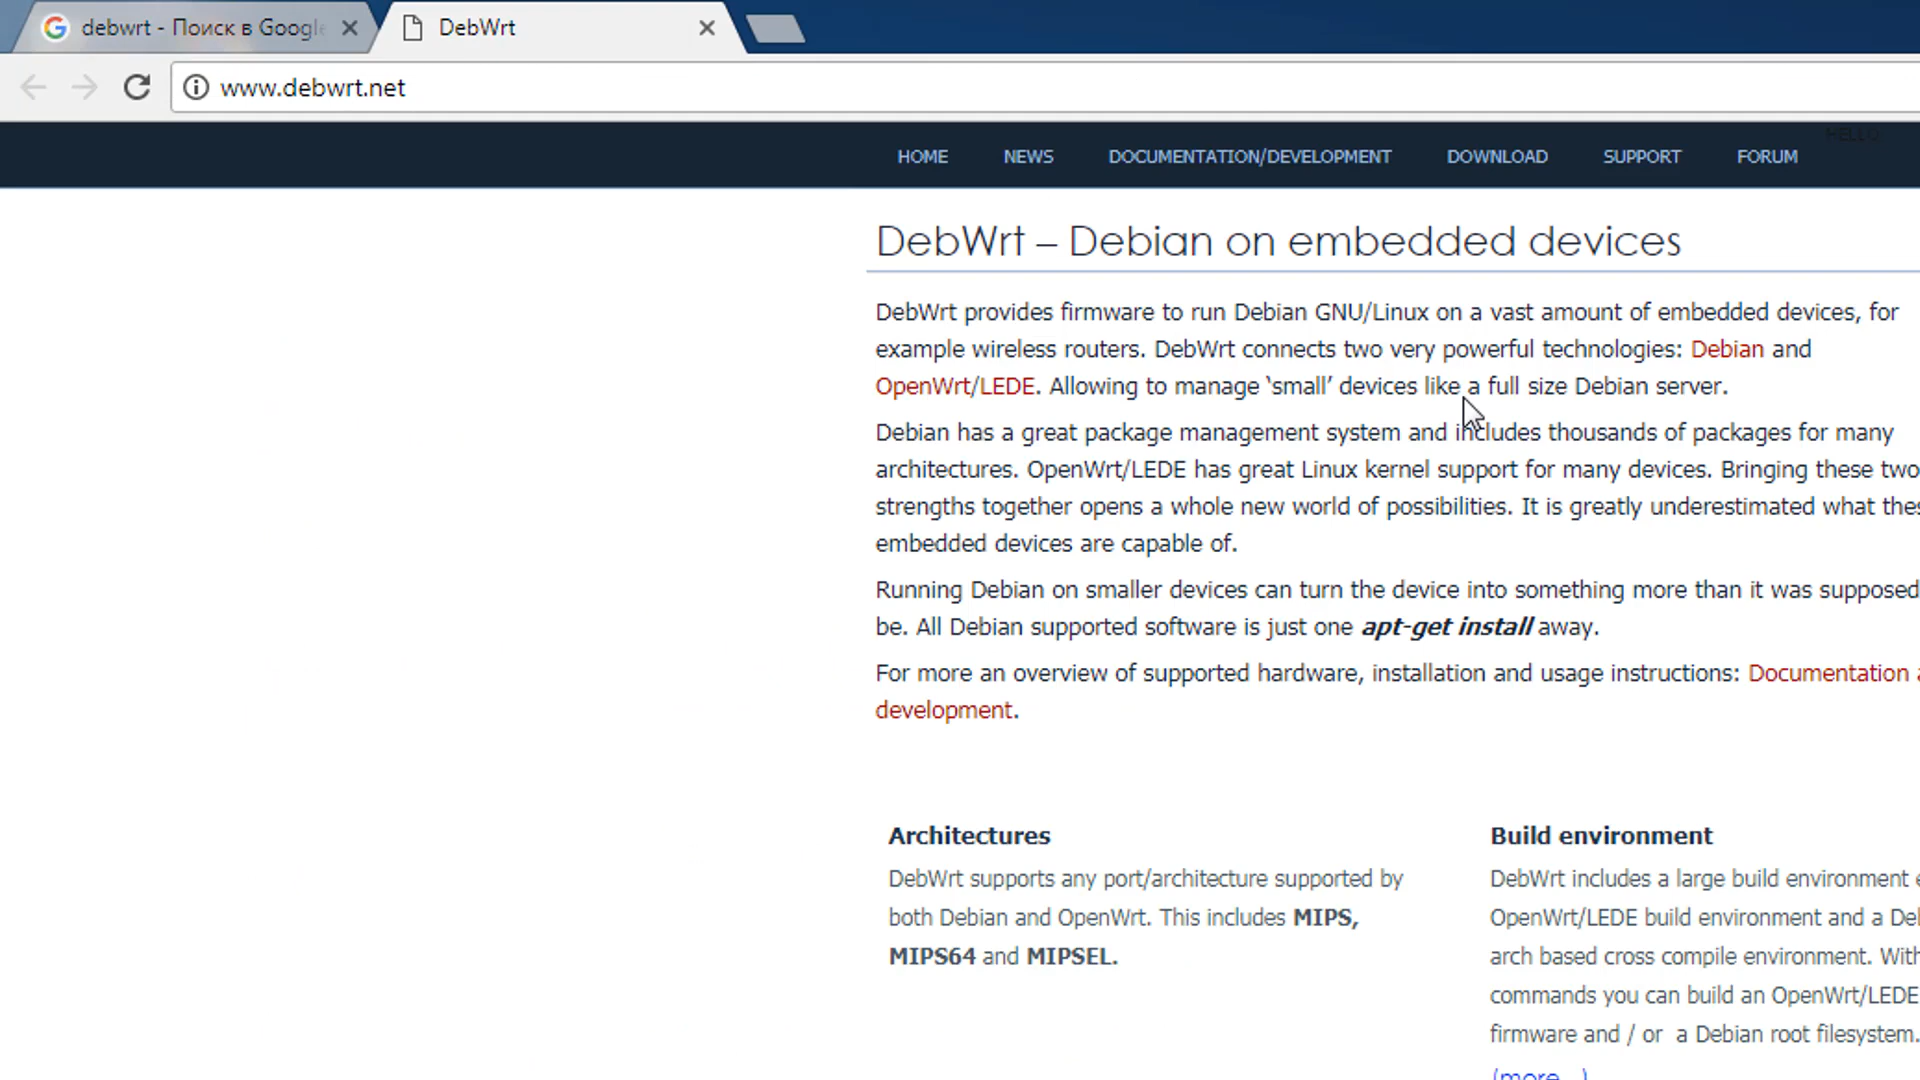 debwrt - Поиск в Google
DebWrt
www.debwrt.net
HELLO
HOME NEWS DOCUMENTATION/DEVELOPMENT DOWNLOAD SUPPORT FORUM
DebWrt – Debian on embedded devices
DebWrt provides firmware to run Debian GNU/Linux on a vast amount of embedded devices, for
example wireless routers. DebWrt connects two very powerful technologies: Debian and
OpenWrt/LEDE. Allowing to manage ‘small’ devices like a full size Debian server.
Debian has a great package management system and includes thousands of packages for many
architectures. OpenWrt/LEDE has great Linux kernel support for many devices. Bringing these two
strengths together opens a whole new world of possibilities. It is greatly underestimated what
embedded devices are capable of.
Running Debian on smaller devices can turn the device into something more than it was supposed
be. All Debian supported software is just one apt-get install away.
For more an overview of supported hardware, installation and usage instructions: Documentation
development.
Architectures
DebWrt supports any port/architecture supported by
both Debian and OpenWrt. This includes MIPS,
MIPS64 and MIPSEL.
Build environment
DebWrt includes a large build environment
OpenWrt/LEDE build environment and a
arch based cross compile environment.
commands you can build an OpenWrt/LEDE
firmware and / or a Debian root filesystem.
(more...)